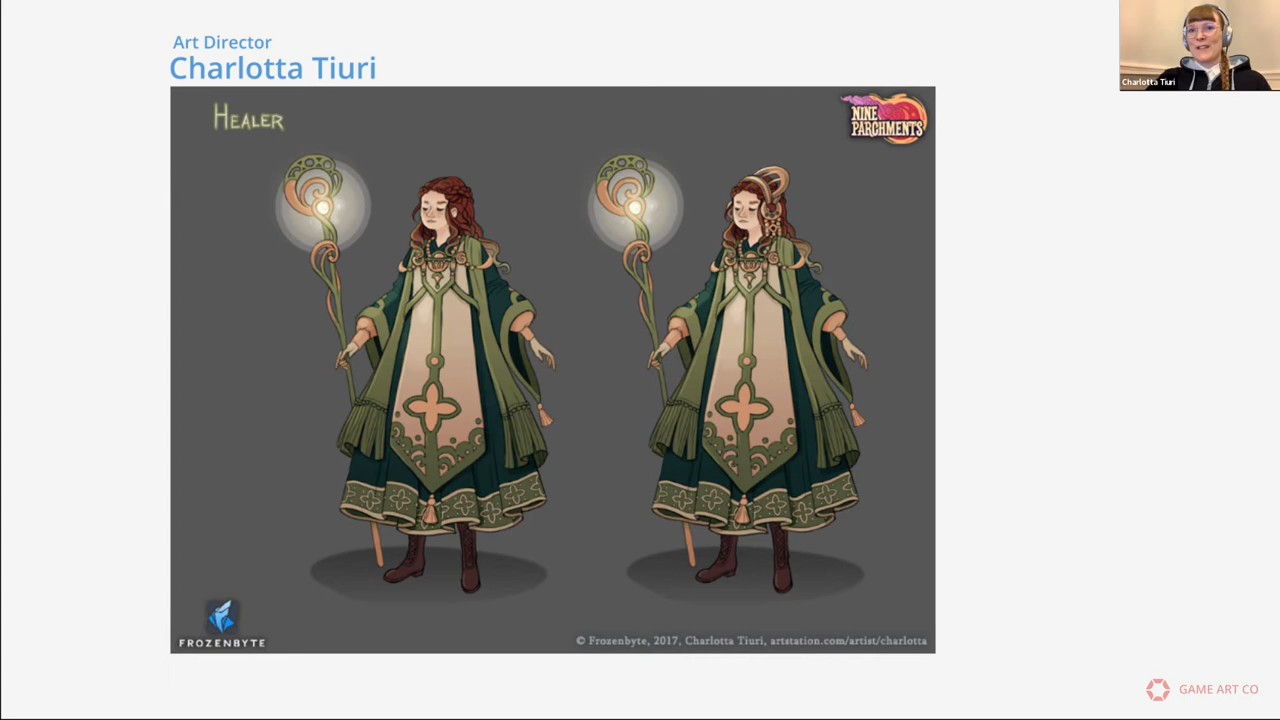 Art Director
Charlotta Tiuri
Charlotta Tiuri
HEALER
NINE
PARCHMENTS
FROZENBYTE
© Frozenbyte, 2017, Charlotta Tiuri, artstation.com/artist/charlotta
GAME ART CO